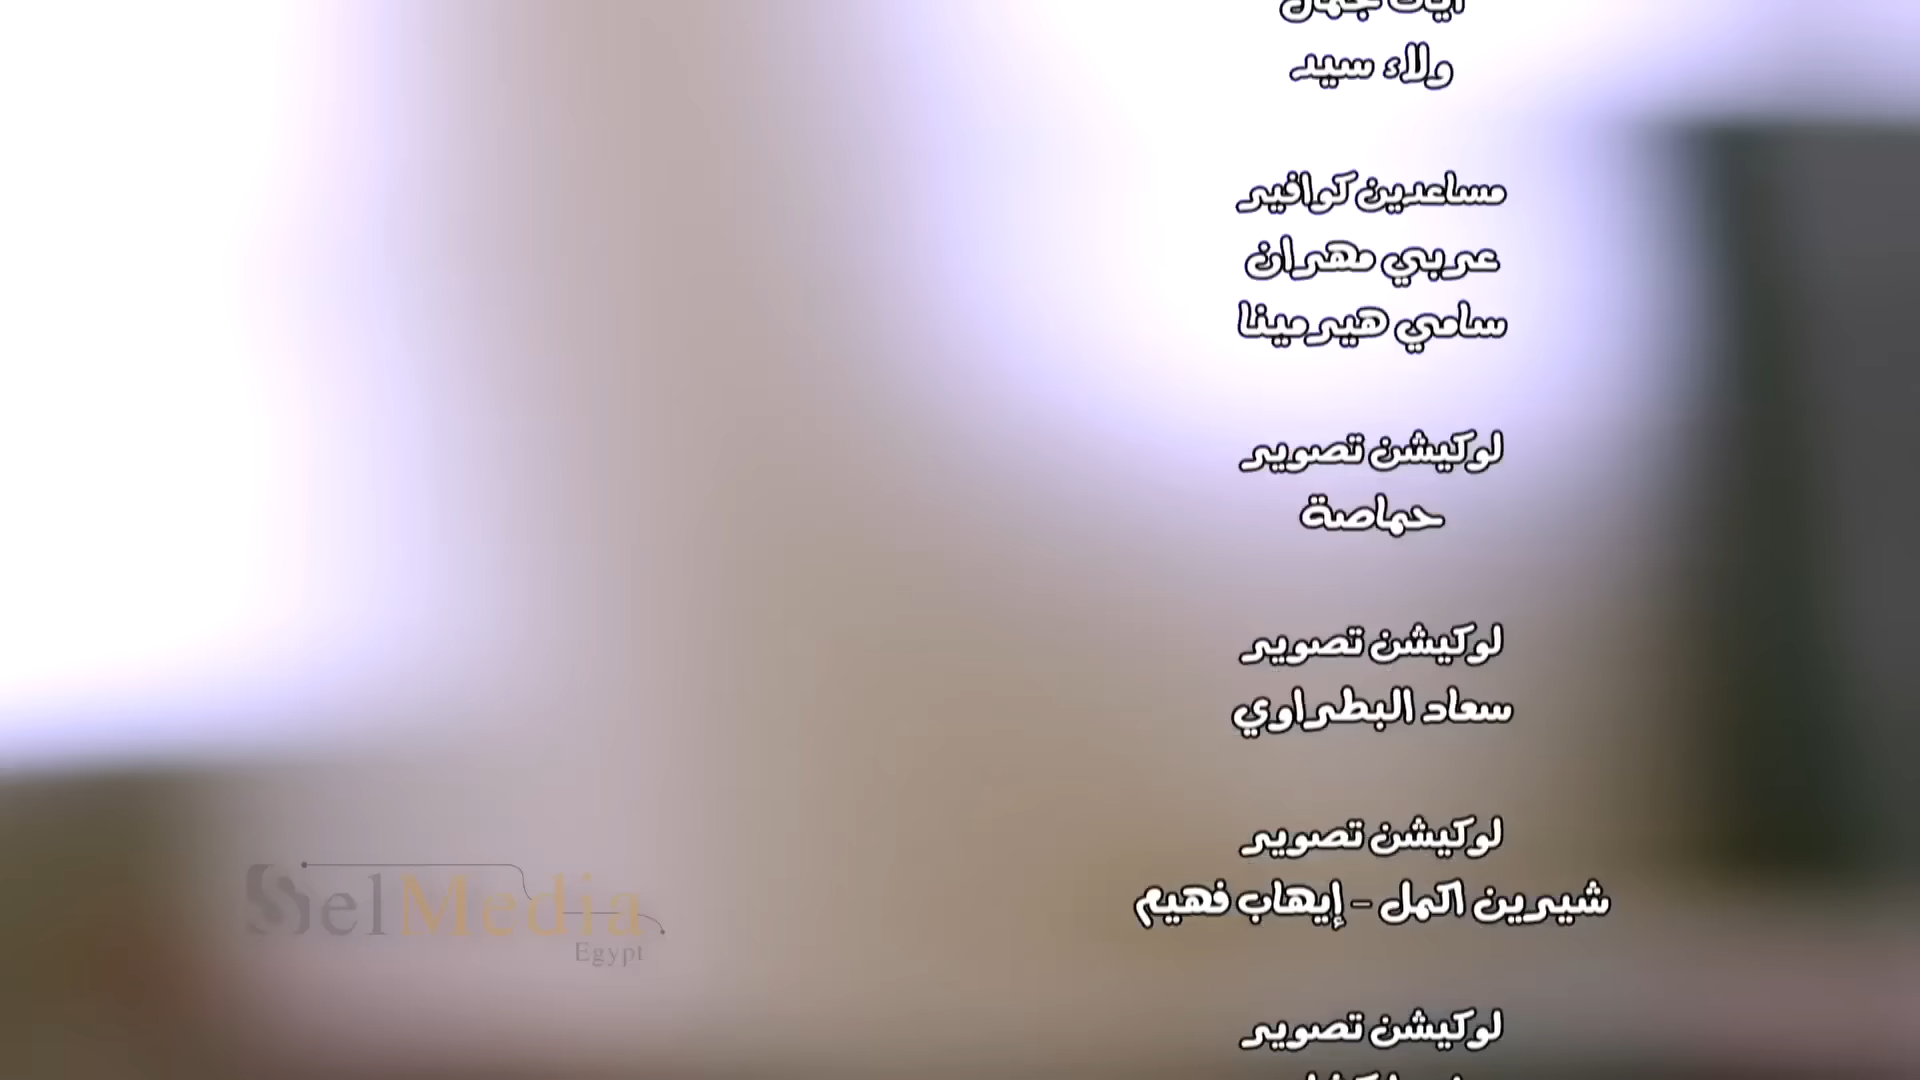 ولاء سيد
مساعدين كوافير
عربي مهران
سامي هيرمينا
لوكيشن تصوير
حماصة
لوكيشن تصوير
سعاد البطراوي
لوكيشن تصوير
شيرين اكمل - إيهاب فهيم
لوكيشن تصوير
SelMedia
Egypt